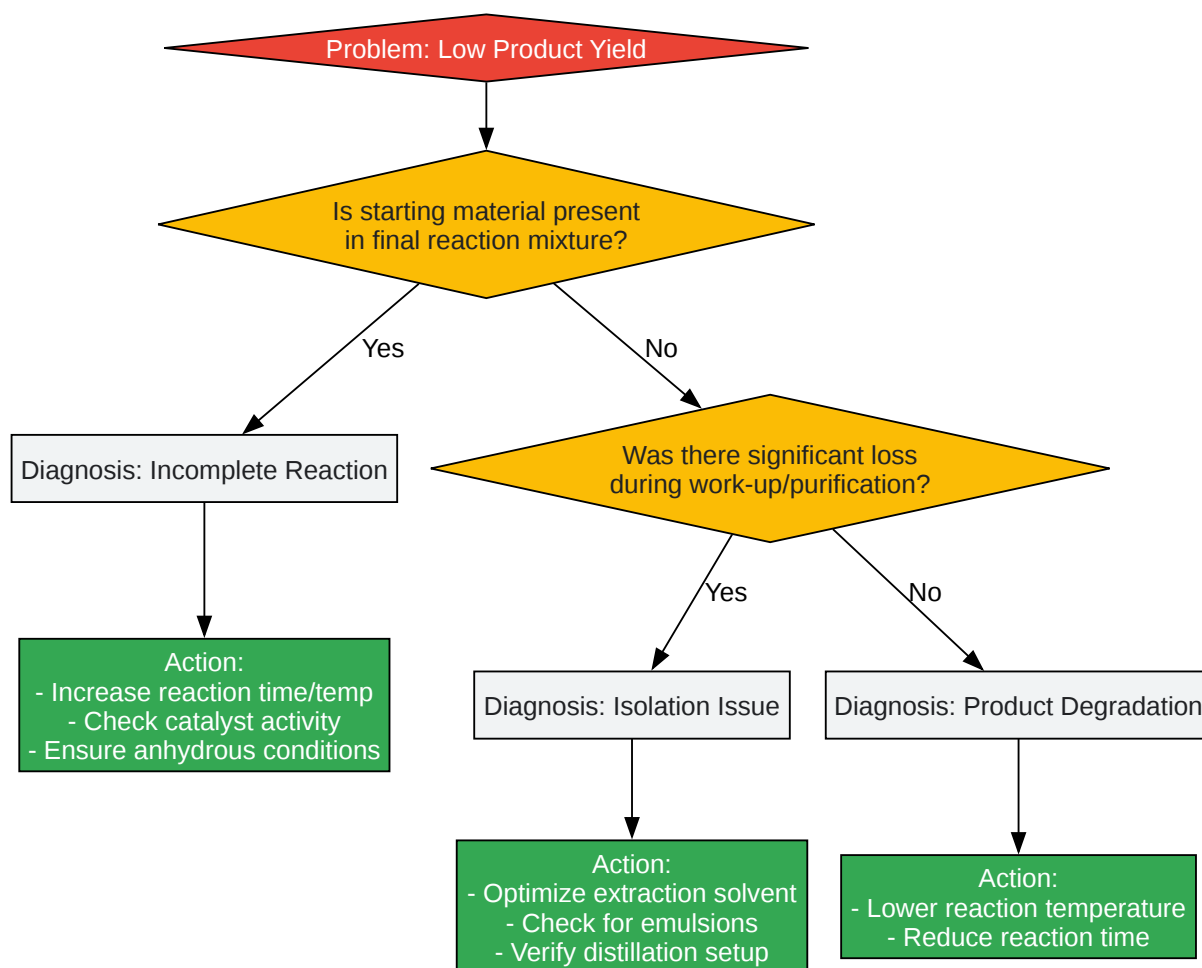 Problem: Low Product Yield
Is starting material present
in final reaction mixture?
Yes
No
Diagnosis: Incomplete Reaction
Was there significant loss
during work-up/purification?
Action:
- Increase reaction time/temp
- Check catalyst activity
- Ensure anhydrous conditions
Yes
No
Diagnosis: Isolation Issue
Diagnosis: Product Degradation
Action:
- Optimize extraction solvent
- Check for emulsions
- Verify distillation setup
Action:
- Lower reaction temperature
- Reduce reaction time